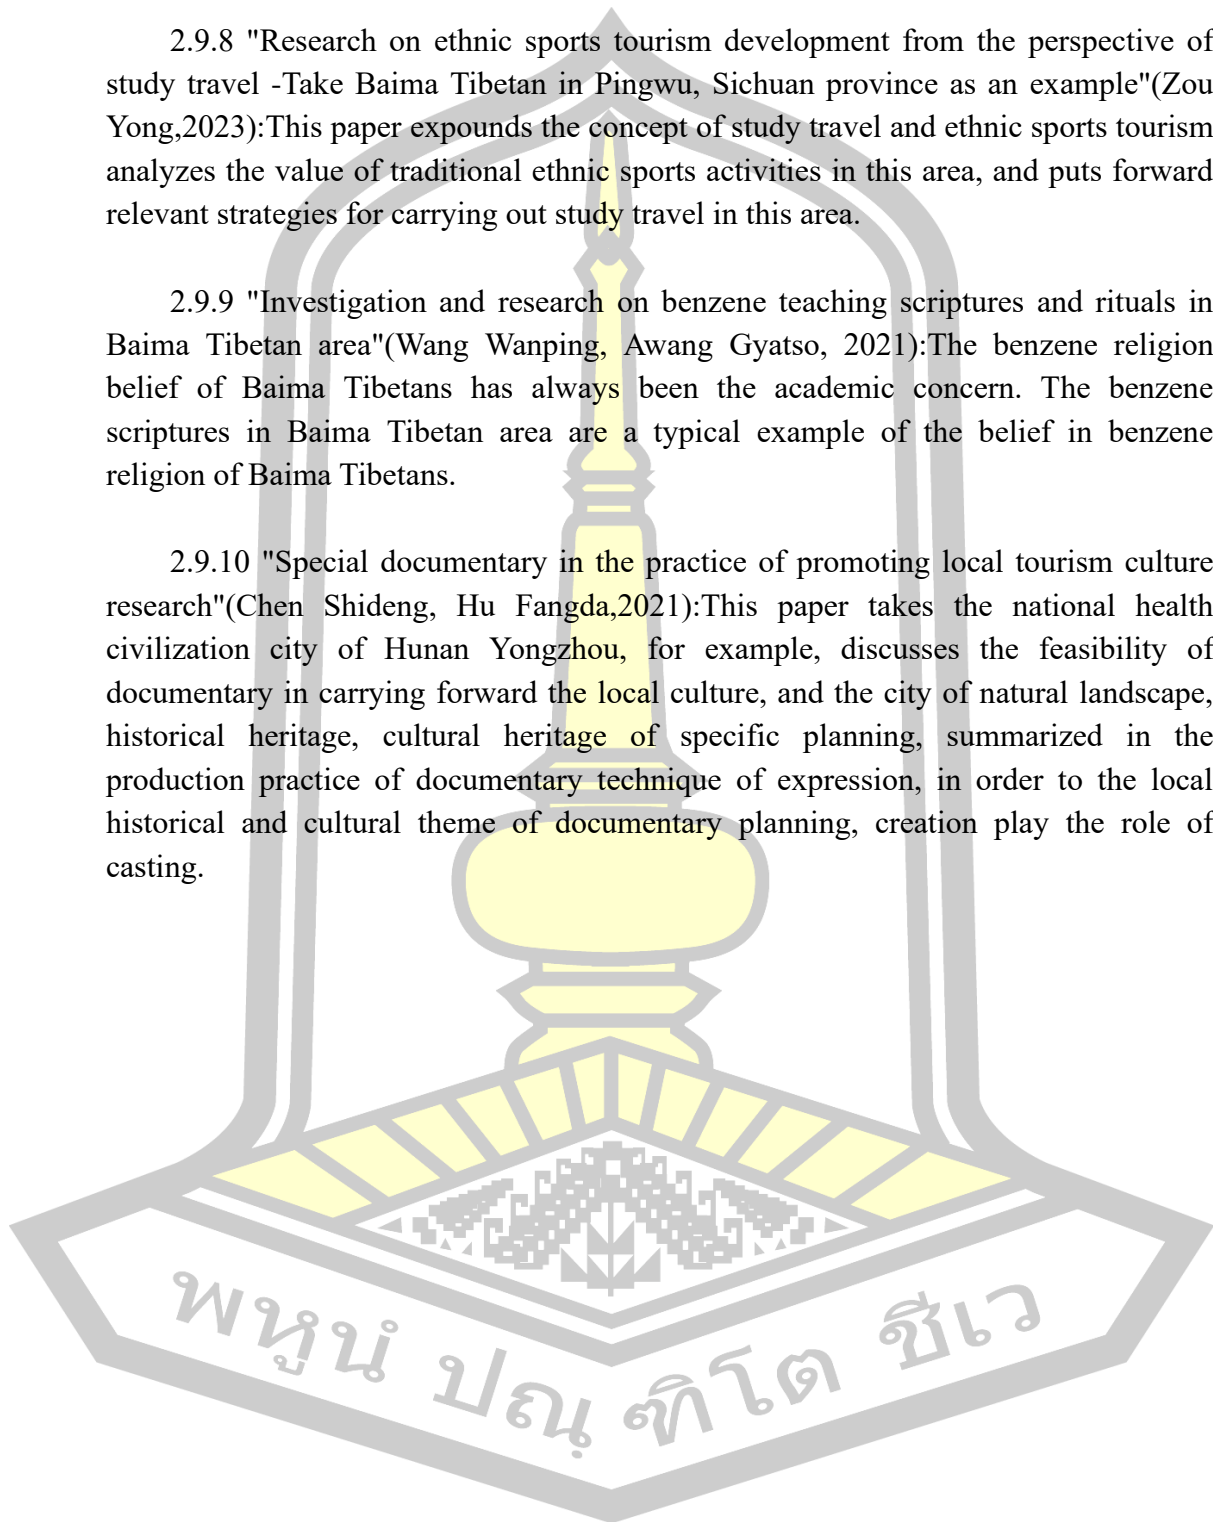 2.9.8 "Research on ethnic sports tourism development from the perspective of
study travel -Take Baima Tibetan in Pingwu, Sichuan province as an example"(Zou
Yong,2023):This paper expounds the concept of study travel and ethnic sports tourism
analyzes the value of traditional ethnic sports activities in this area, and puts forward
relevant strategies for carrying out study travel in this area.
2.9.9 "Investigation and research on benzene teaching scriptures and rituals in
Baima Tibetan area"(Wang Wanping, Awang Gyatso, 2021):The benzene religion
belief of Baima Tibetans has always been the academic concern. The benzene
scriptures in Baima Tibetan area are a typical example of the belief in benzene
religion of Baima Tibetans.
2.9.10 "Special documentary in the practice of promoting local tourism culture
research"(Chen Shideng, Hu Fangda,2021):This paper takes the national health
civilization city of Hunan Yongzhou, for example, discusses the feasibility of
documentary in carrying forward the local culture, and the city of natural landscape,
historical heritage, cultural heritage of specific planning, summarized in the
production practice of documentary technique of expression, in order to the local
historical and cultural theme of documentary planning, creation play the role of
casting.
พหูนํ ปณฺฑิโต ชีเว